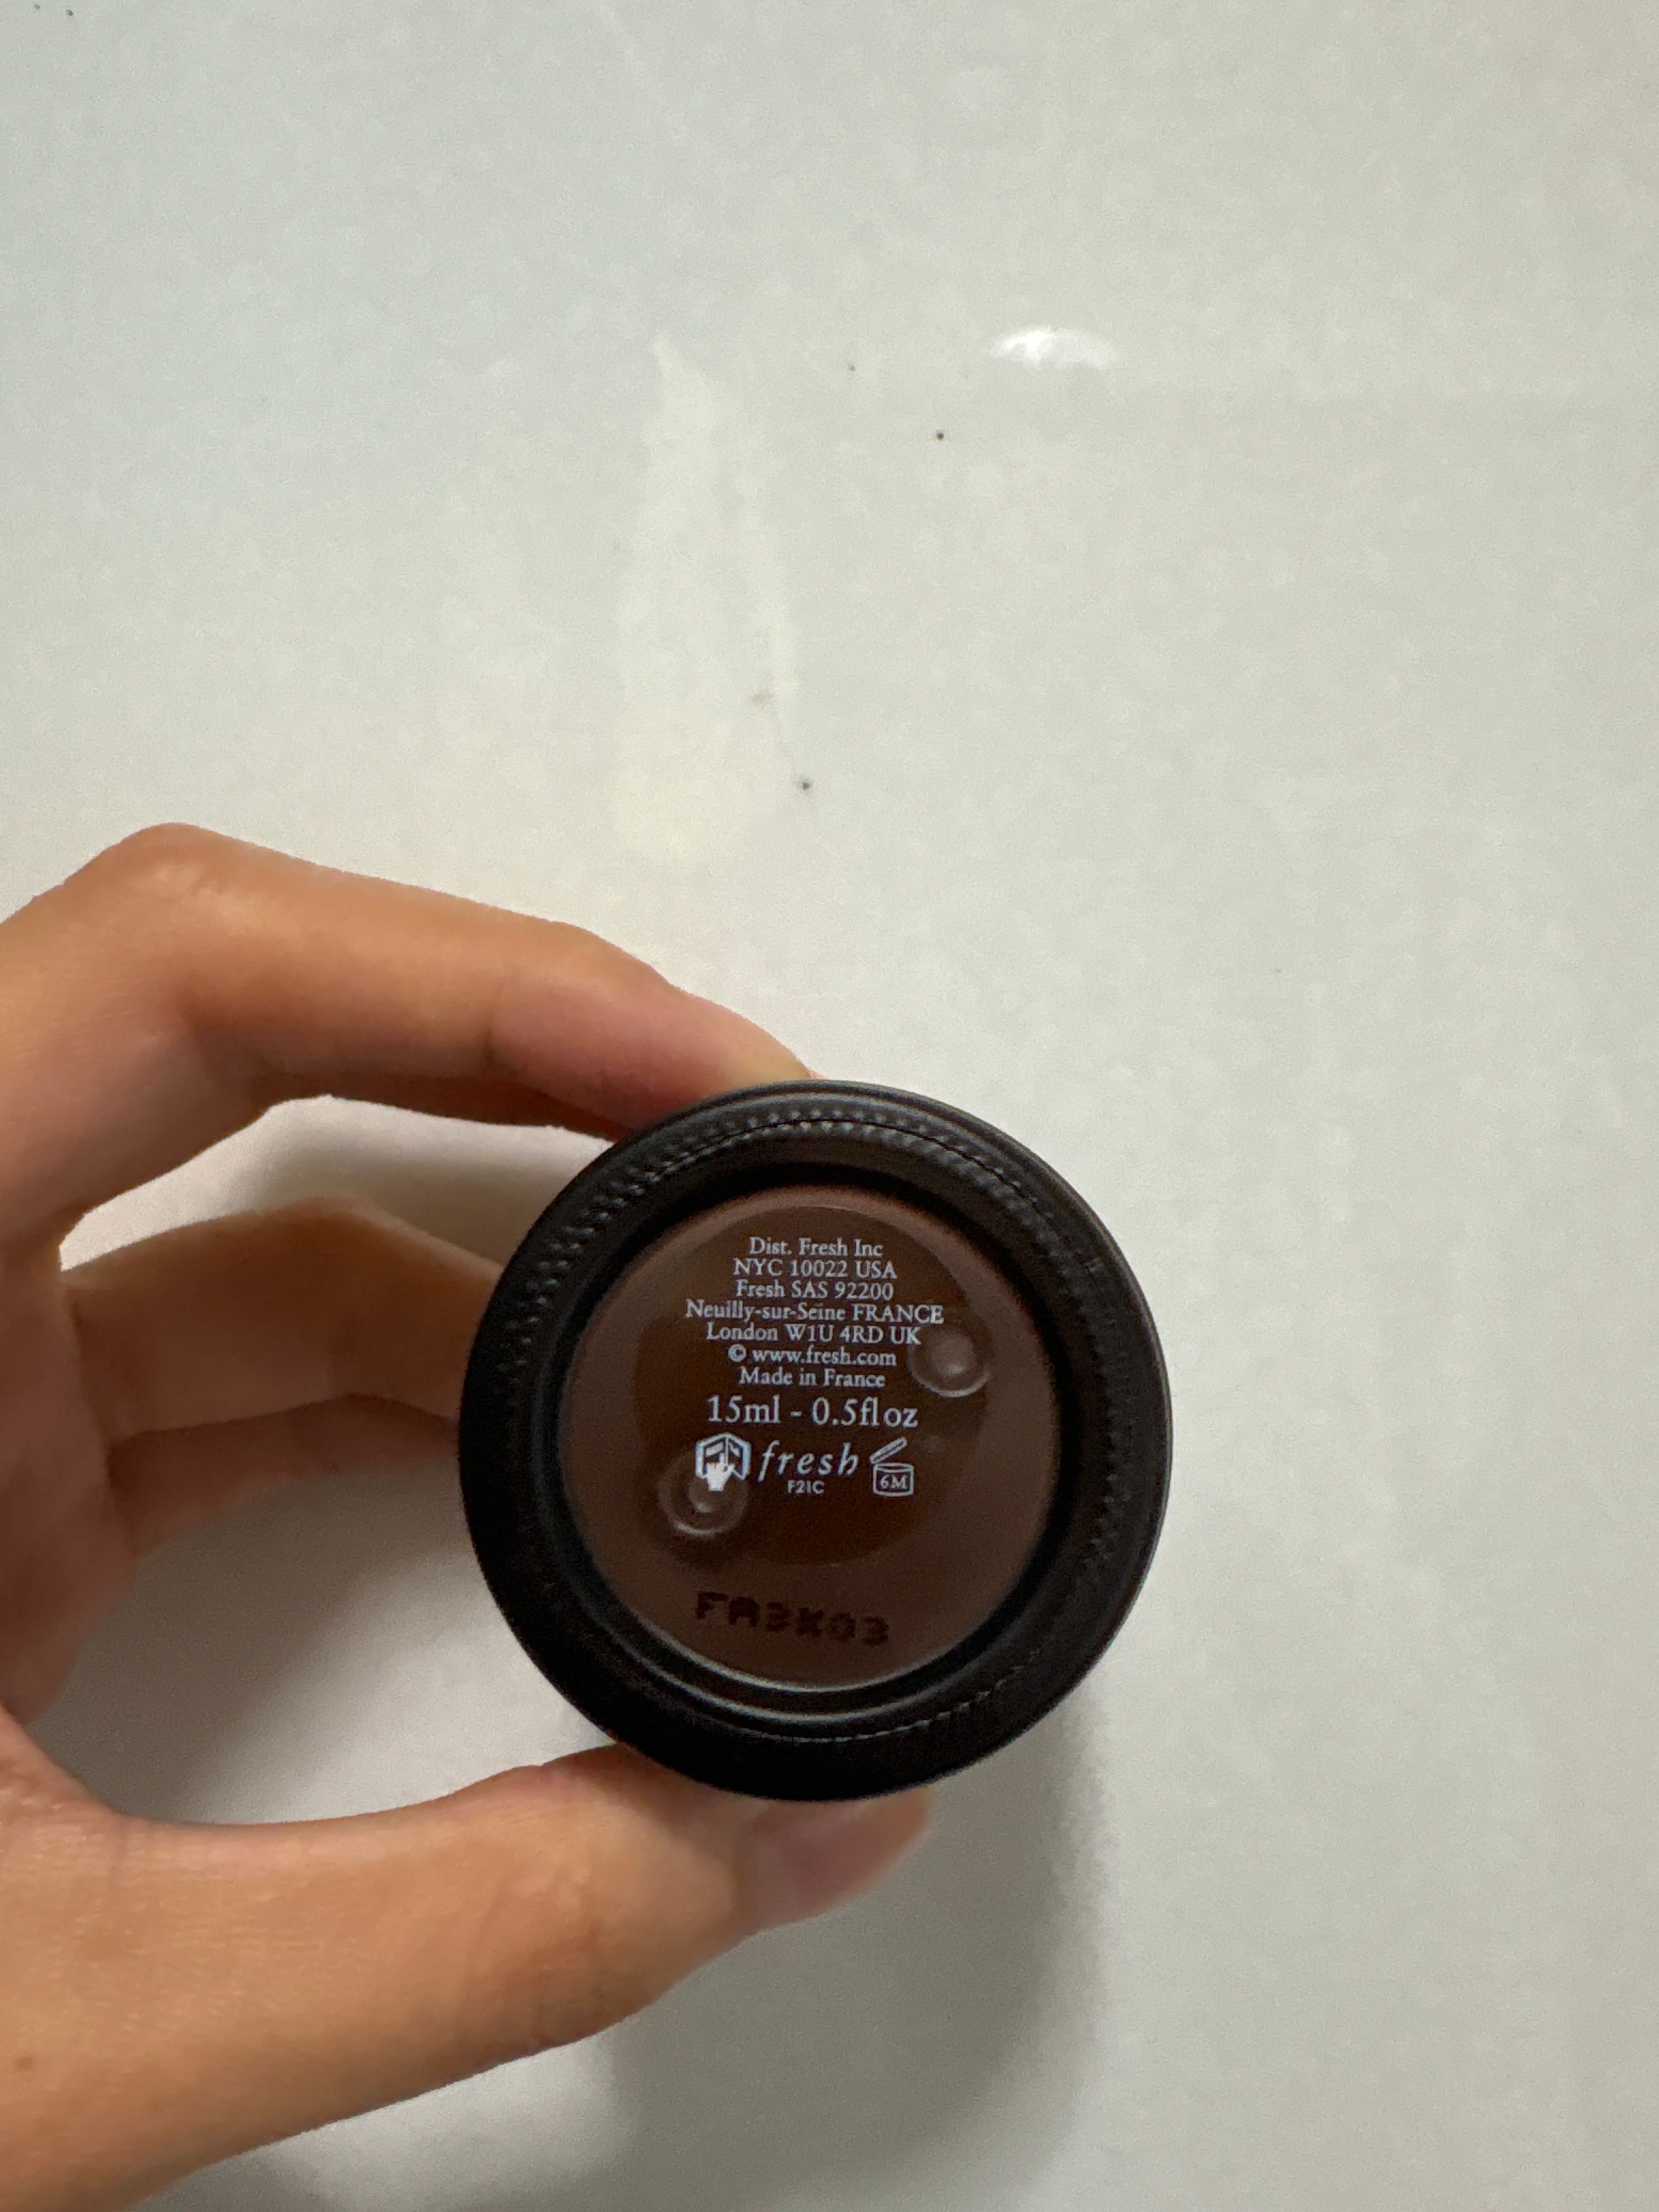 Dist. Fresh Inc
NYC 10022 USA
Fresh SAS 92200
Neuilly-sur-Seine FRANCE
London W1U 4RD UK
© www.fresh.com
Made in France
15ml - 0.5fl oz
fresh 6M
F21C
FA3K03